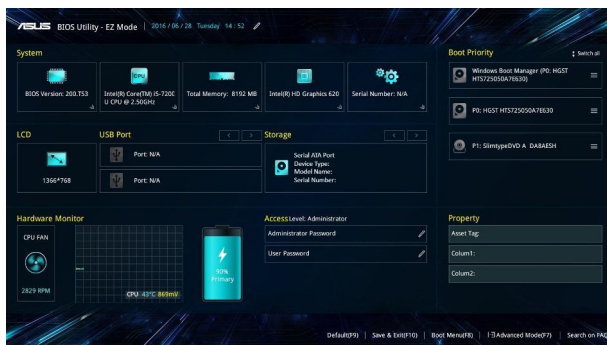 ASUS BIOS Utility - EZ Mode 2016/06/28 Tuesday 14:52
System
BIOS Version: 200.T53
Intel(R) Core(TM) i5-7200
U CPU @ 2.50GHz
Total Memory: 8192 MB
Intel(R) HD Graphics 620
Serial Number: N/A
Boot Priority
Switch all
Windows Boot Manager (P0: HGST
HTS725050A7E630)
P0: HGST HTS725050A7E630
P1: SlimtypeDVD A DA8AESH
LCD
1366*768
USB Port
Port: N/A
Port: N/A
Storage
Serial ATA Port
Device Type:
Model Name:
Serial Number:
Hardware Monitor
CPU FAN
2829 RPM
CPU 43°C 869mV
90%
Primary
Access Level: Administrator
Administrator Password
User Password
Property
Asset Tag:
Colum1:
Colum2:
Default(F9) Save & Exit(F10) Boot Menu(F8) Advanced Mode(F7) Search on FAQ